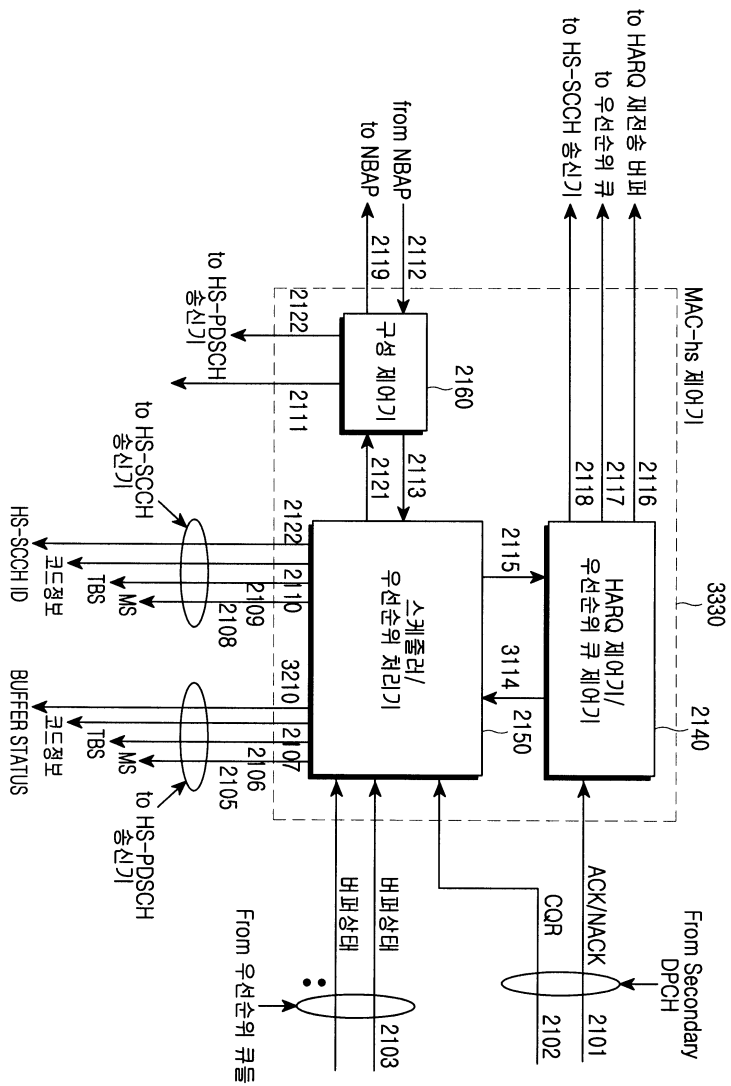 MAC-hs 제어기
3330
to HARQ 재전송 버퍼
to 우선순위 큐
to HS-SCCH 송신기
2116
2117
2118
HARQ 제어기/
우선순위 큐 제어기
2140
ACK/NACK
2101
CQR
2102
From Secondary
DPCH
2115
3114
2150
from NBAP
2112
to NBAP
2119
구성 제어기
2160
2113
2121
스케줄러/
우선순위 처리기
버퍼상태
버퍼상태
2103
From 우선순위 큐들
2122
2111
to HS-PDSCH
송신기
to HS-SCCH
송신기
2122
2110
2109
2108
HS-SCCH ID
코드정보
TBS
MS
3210
2107
2106
2105
BUFFER STATUS
코드정보
TBS
MS
to HS-PDSCH
송신기